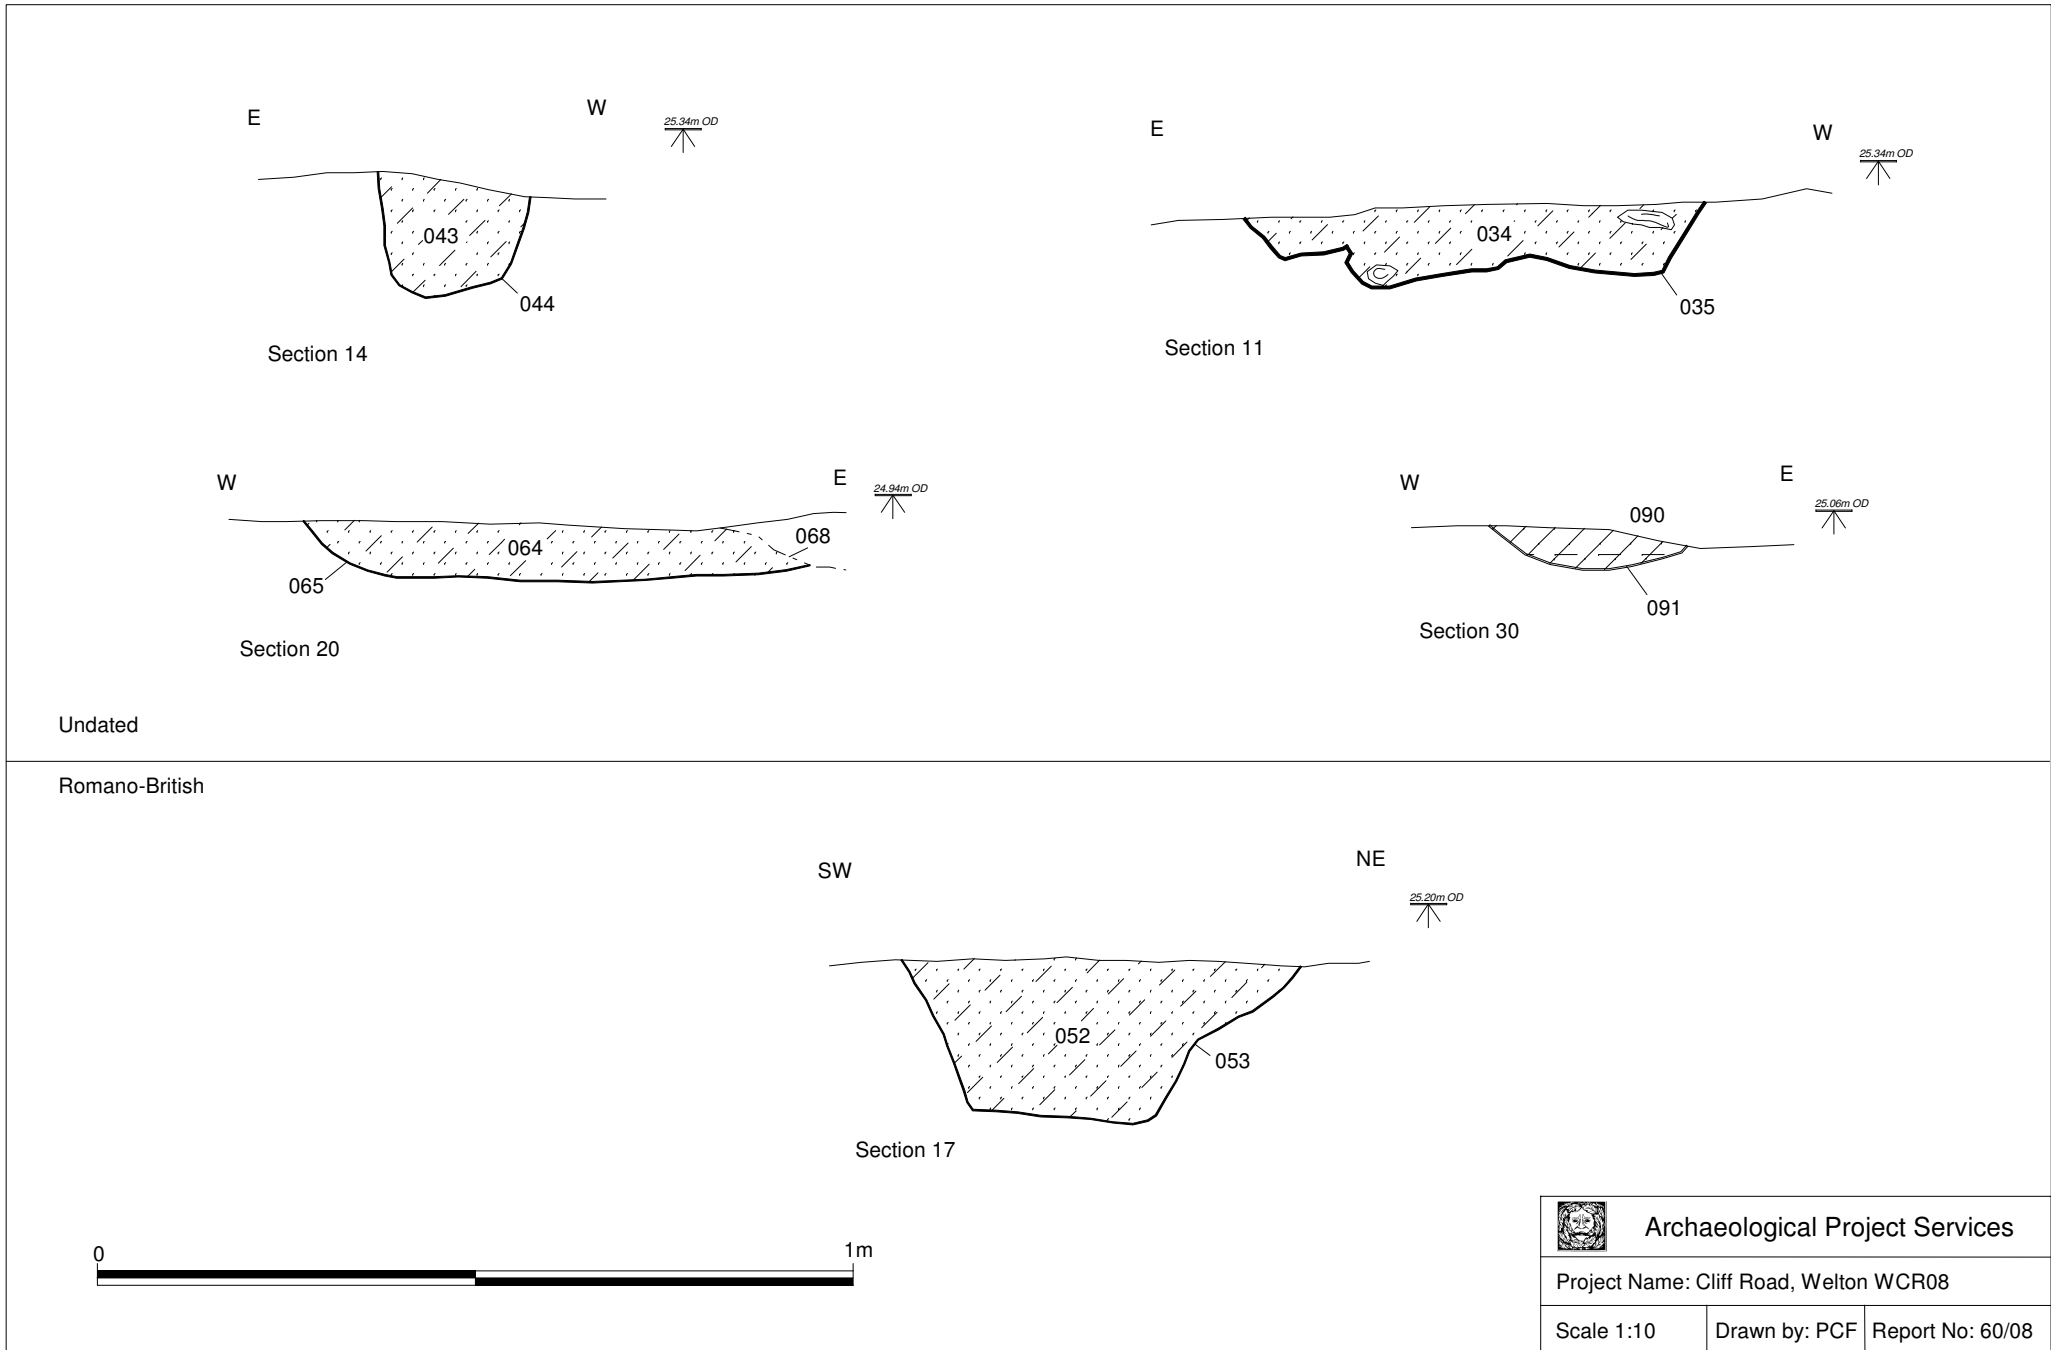 E
W
25.34m OD
043
044
Section 14
E
W
25.34m OD
034
035
Section 11
W
E
24.94m OD
064
068
065
Section 20
W
E
25.06m OD
090
091
Section 30
Undated
Romano-British
SW
NE
25.20m OD
052
053
Section 17
0
1m
Archaeological Project Services
Project Name: Cliff Road, Welton WCR08
Scale 1:10
Drawn by: PCF
Report No: 60/08